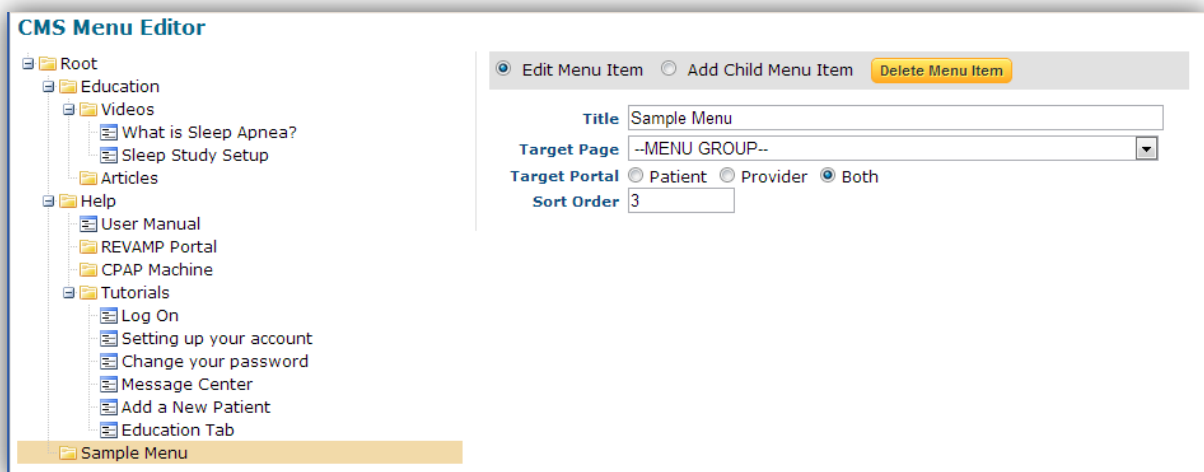 CMS Menu Editor
Root
Education
Videos
What is Sleep Apnea?
Sleep Study Setup
Articles
Help
User Manual
REVAMP Portal
CPAP Machine
Tutorials
Log On
Setting up your account
Change your password
Message Center
Add a New Patient
Education Tab
Sample Menu
Edit Menu Item Add Child Menu Item Delete Menu Item
Title Sample Menu
Target Page --MENU GROUP--
Target Portal Patient Provider Both
Sort Order 3